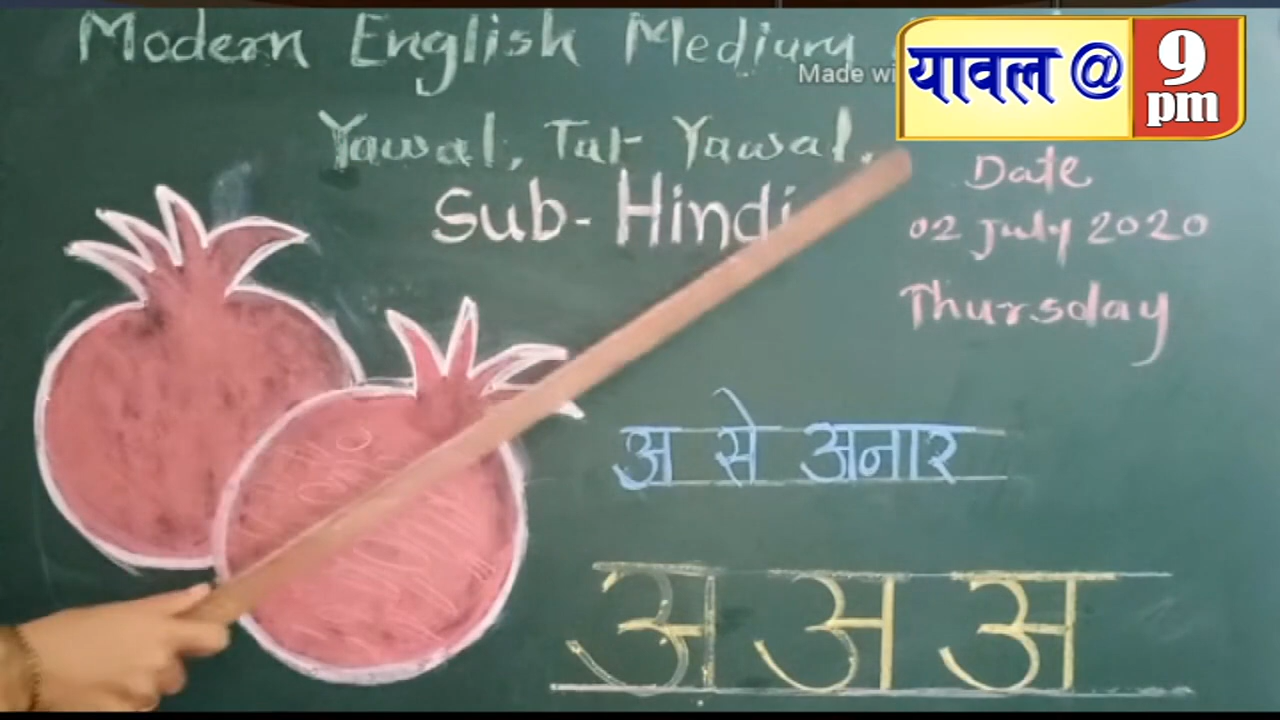 Modern English Medium
Made wi
यावल @ 9 pm
Yawal, Tal- Yawal.
Sub- Hindi
Date
02 July 2020
Thursday
अ से अनार
अ अ अ